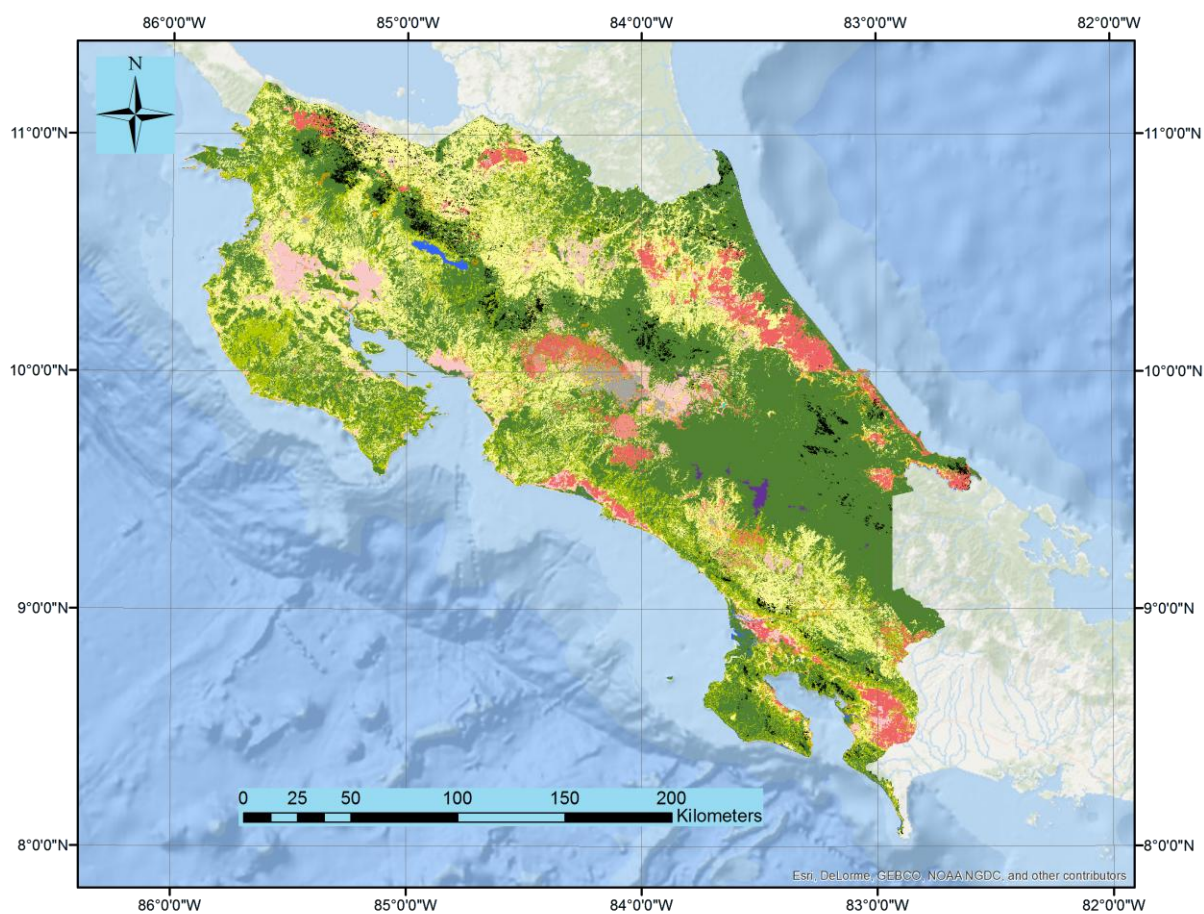 86°0'0"W 85°0'0"W 84°0'0"W 83°0'0"W 82°0'0"W
N
11°0'0"N 11°0'0"N
10°0'0"N 10°0'0"N
9°0'0"N 9°0'0"N
0 25 50 100 150 200
Kilometers
8°0'0"N 8°0'0"N
Esri, DeLorme, GEBCO, NOAA NGDC, and other contributors
86°0'0"W 85°0'0"W 84°0'0"W 83°0'0"W 82°0'0"W